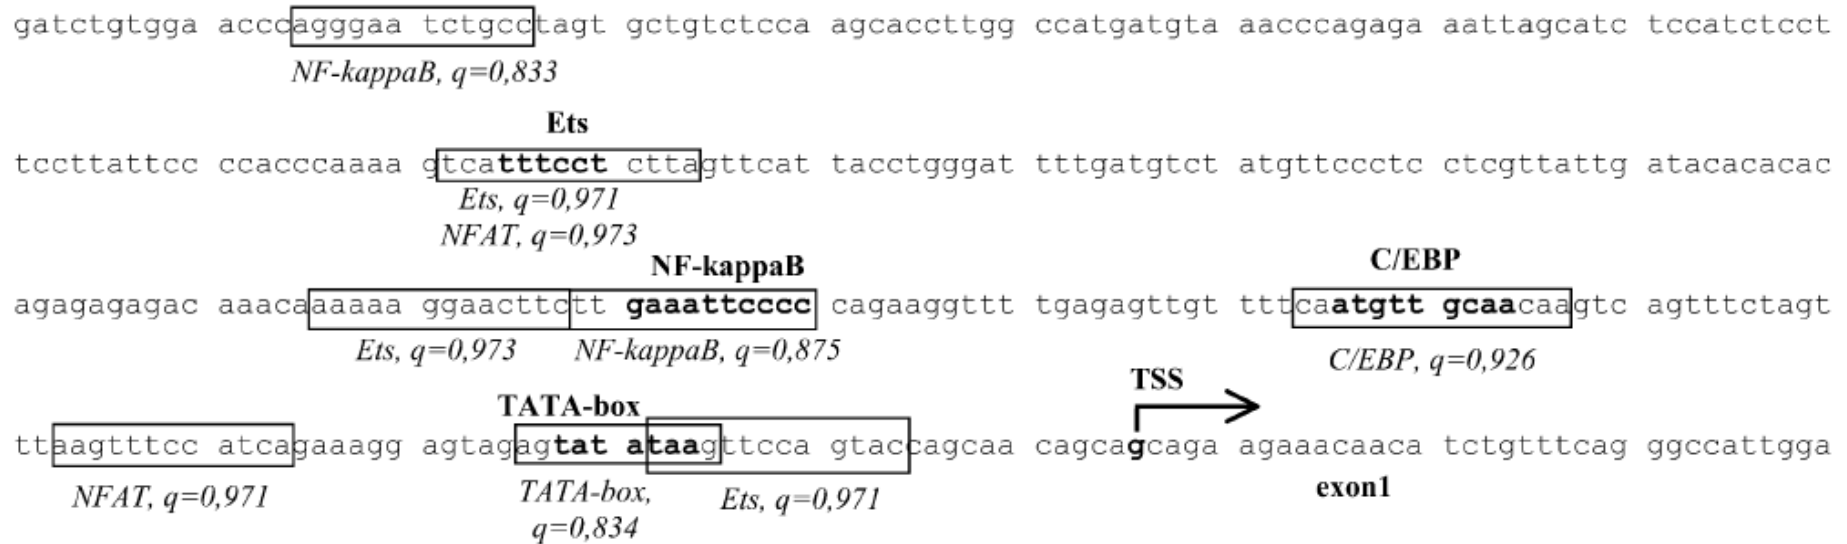 gatctgtgga acccagggaa tctgcctagt gctgtctcca agcaccttgg ccatgatgta aacccagaga aattagcatc tccatctcct
NF-kappaB, q=0,833
Ets
tccttattcc ccacccaaaa gtcatttcct cttagttcat tacctgggat tttgatgtct atgttccctc ctcgttattg atacacacac
Ets, q=0,971
NFAT, q=0,973
NF-kappaB C/EBP
agagagagac aaacaaaaaa ggaacttctt gaaattcccc cagaaggttt tgagagttgt tttcaatgtt gcaacaagtc agtttctagt
Ets, q=0,973 NF-kappaB, q=0,875 C/EBP, q=0,926
TSS
TATA-box
ttaagtttcc atcagaaagg agtagagtat ataagttcca gtaccagcaa cagcagcaga agaaacaaca tctgtttcag ggccattgga
NFAT, q=0,971 TATA-box, Ets, q=0,971 exon1
q=0,834